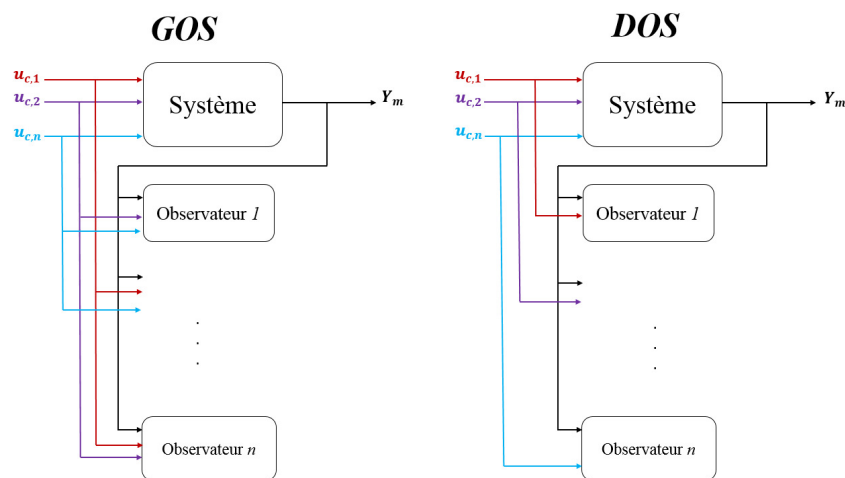 GOS
u_{c,1}
u_{c,2}
u_{c,n}
Système
Y_m
Observateur 1
.
.
.
Observateur n
DOS
u_{c,1}
u_{c,2}
u_{c,n}
Système
Y_m
Observateur 1
.
.
.
Observateur n